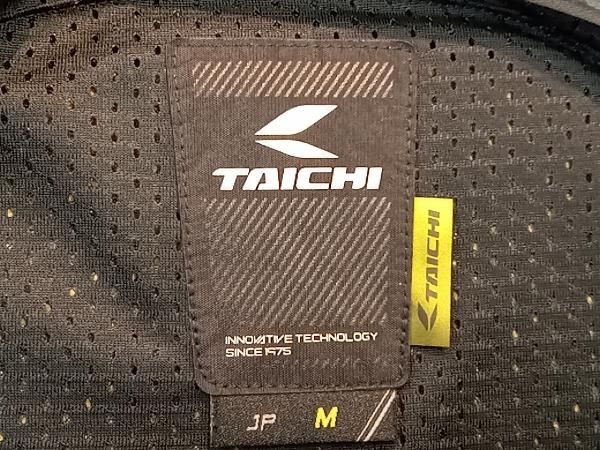 TAICHI
TAICHI
INNOVATIVE TECHNOLOGY
SINCE 1975
JP M